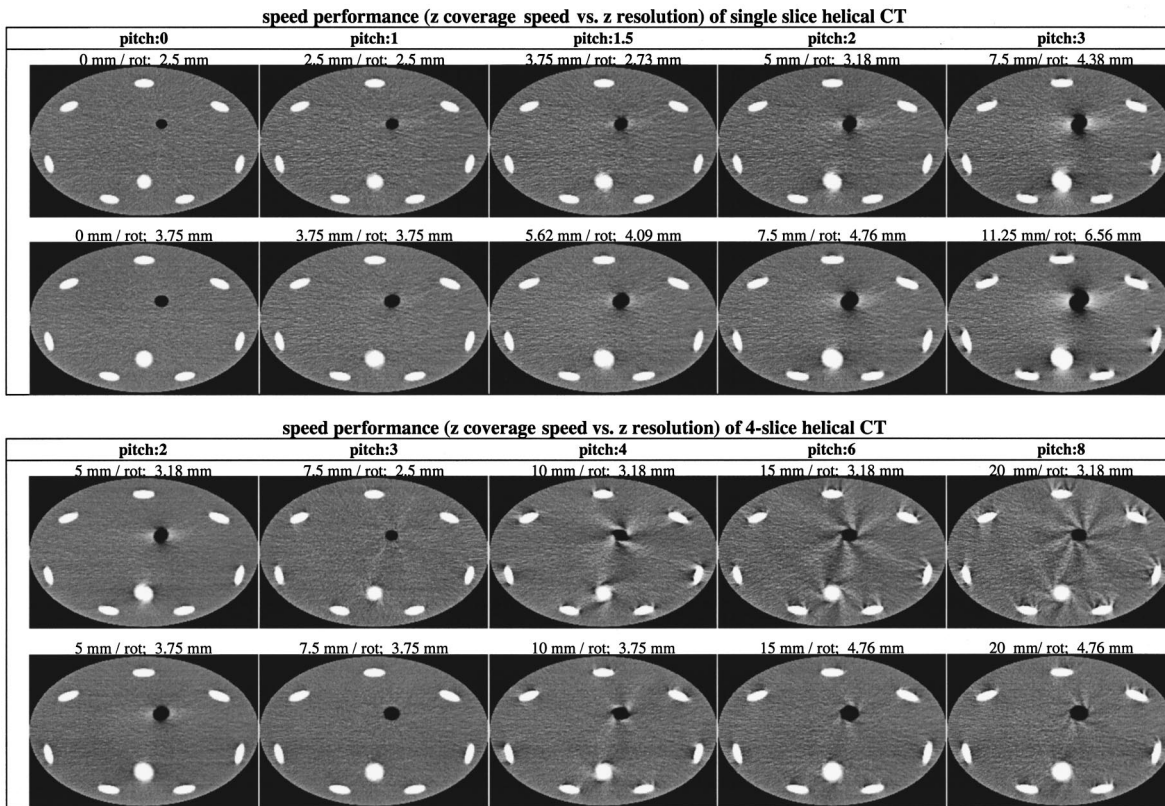 speed performance (z coverage speed vs. z resolution) of single slice helical CT
pitch:0 pitch:1 pitch:1.5 pitch:2 pitch:3
0 mm / rot; 2.5 mm 2.5 mm / rot; 2.5 mm 3.75 mm / rot; 2.73 mm 5 mm / rot; 3.18 mm 7.5 mm / rot; 4.38 mm
0 mm / rot; 3.75 mm 3.75 mm / rot; 3.75 mm 5.62 mm / rot; 4.09 mm 7.5 mm / rot; 4.76 mm 11.25 mm/ rot; 6.56 mm
speed performance (z coverage speed vs. z resolution) of 4-slice helical CT
pitch:2 pitch:3 pitch:4 pitch:6 pitch:8
5 mm / rot; 3.18 mm 7.5 mm / rot; 2.5 mm 10 mm / rot; 3.18 mm 15 mm / rot; 3.18 mm 20 mm/ rot; 3.18 mm
5 mm / rot; 3.75 mm 7.5 mm / rot; 3.75 mm 10 mm / rot; 3.75 mm 15 mm / rot; 4.76 mm 20 mm/ rot; 4.76 mm